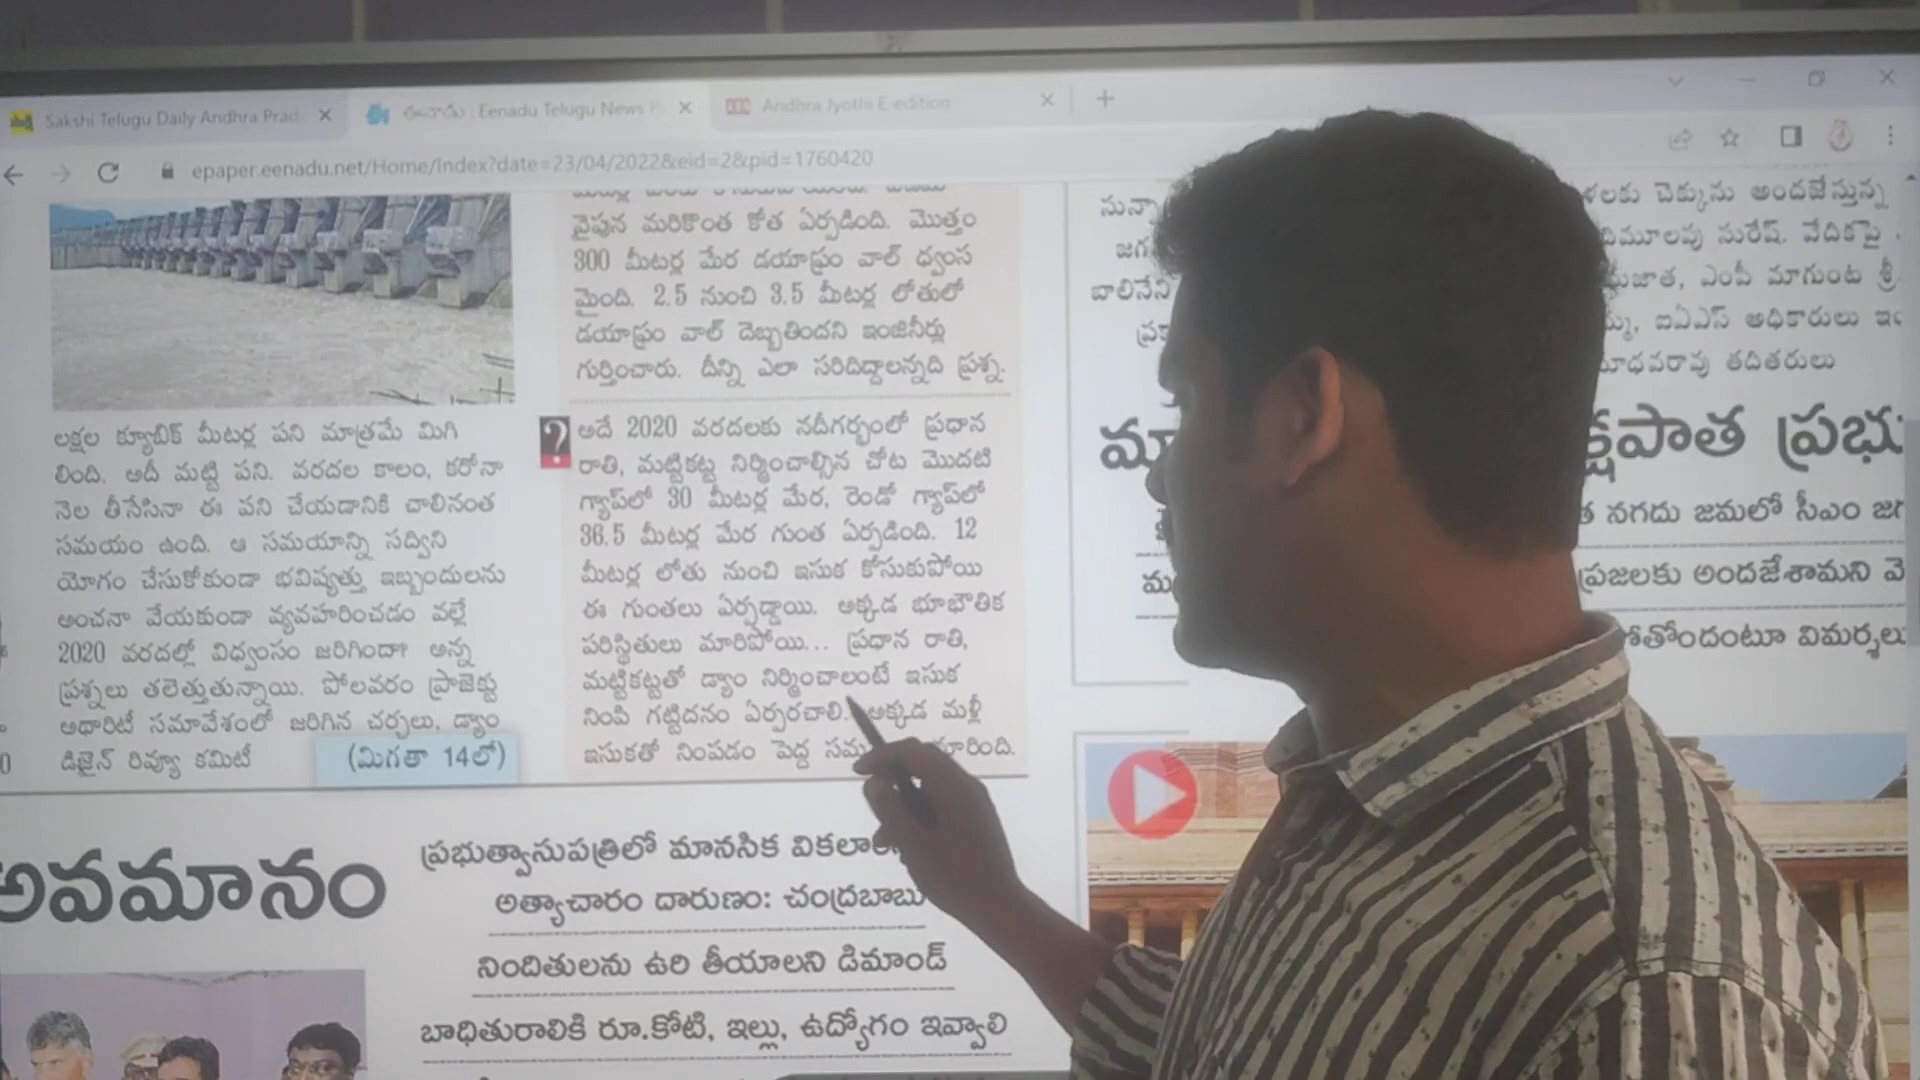 Sakshi Telugu Daily Andhra Prad
ఈనాడు : Eenadu Telugu News P
Andhra Jyothi E-edition
epaper.eenadu.net/Home/Index?date=23/04/2022&eid=2&pid=1760420
లక్షల క్యూబిక్ మీటర్ల పని మాత్రమే మిగి
లింది. అదీ మట్టి పని. వరదల కాలం, కరోనా
నెల తీసేసినా ఈ పని చేయడానికి చాలినంత
సమయం ఉంది. ఆ సమయాన్ని సద్విని
యోగం చేసుకోకుండా భవిష్యత్తు ఇబ్బందులను
అంచనా వేయకుండా వ్యవహరించడం వల్లే
2020 వరదల్లో విధ్వంసం జరిగిందా? అన్న
ప్రశ్నలు తలెత్తుతున్నాయి. పోలవరం ప్రాజెక్టు
అథారిటీ సమావేశంలో జరిగిన చర్చలు, డ్యాం
డిజైన్ రివ్యూ కమిటీ
(మిగతా 14లో)
వైపున మరికొంత కోత ఏర్పడింది. మొత్తం
300 మీటర్ల మేర డయాఫ్రం వాల్ ధ్వంస
మైంది. 2.5 నుంచి 3.5 మీటర్ల లోతులో
డయాఫ్రం వాల్ దెబ్బతిందని ఇంజినీర్లు
గుర్తించారు. దీన్ని ఎలా సరిదిద్దాలన్నది ప్రశ్న.
? అదే 2020 వరదలకు నదీగర్భంలో ప్రధాన
రాతి, మట్టికట్ట నిర్మించాల్సిన చోట మొదటి
గ్యాప్‌లో 30 మీటర్ల మేర, రెండో గ్యాప్‌లో
36.5 మీటర్ల మేర గుంత ఏర్పడింది. 12
మీటర్ల లోతు నుంచి ఇసుక కోసుకుపోయి
ఈ గుంతలు ఏర్పడ్డాయి. అక్కడ భూభౌతిక
పరిస్థితులు మారిపోయి... ప్రధాన రాతి,
మట్టికట్టతో డ్యాం నిర్మించాలంటే ఇసుక
నింపి గట్టిదనం ఏర్పరచాలి. అక్కడ మళ్లీ
ఇసుకతో నింపడం పెద్ద సమ మారింది.
సున్నా ళలకు చెక్కును అందజేస్తున్న
జగ దిమూలపు సురేష్. వేదికపై
బాలినేని సుజాత, ఎంపీ మాగుంట శ్రీ
ఐఏఎస్ అధికారులు ఇం
మాధవరావు తదితరులు
మా క్షపాత ప్రభు
త నగదు జమలో సీఎం జగ
ప్రజలకు అందజేశామని వె
పోతోందంటూ విమర్శలు
అవమానం
ప్రభుత్వాసుపత్రిలో మానసిక
అత్యాచారం దారుణం: చంద్రబాబు
నిందితులను ఉరి తీయాలని డిమాండ్
బాధితురాలికి రూ.కోటి, ఇల్లు, ఉద్యోగం ఇవ్వాలి